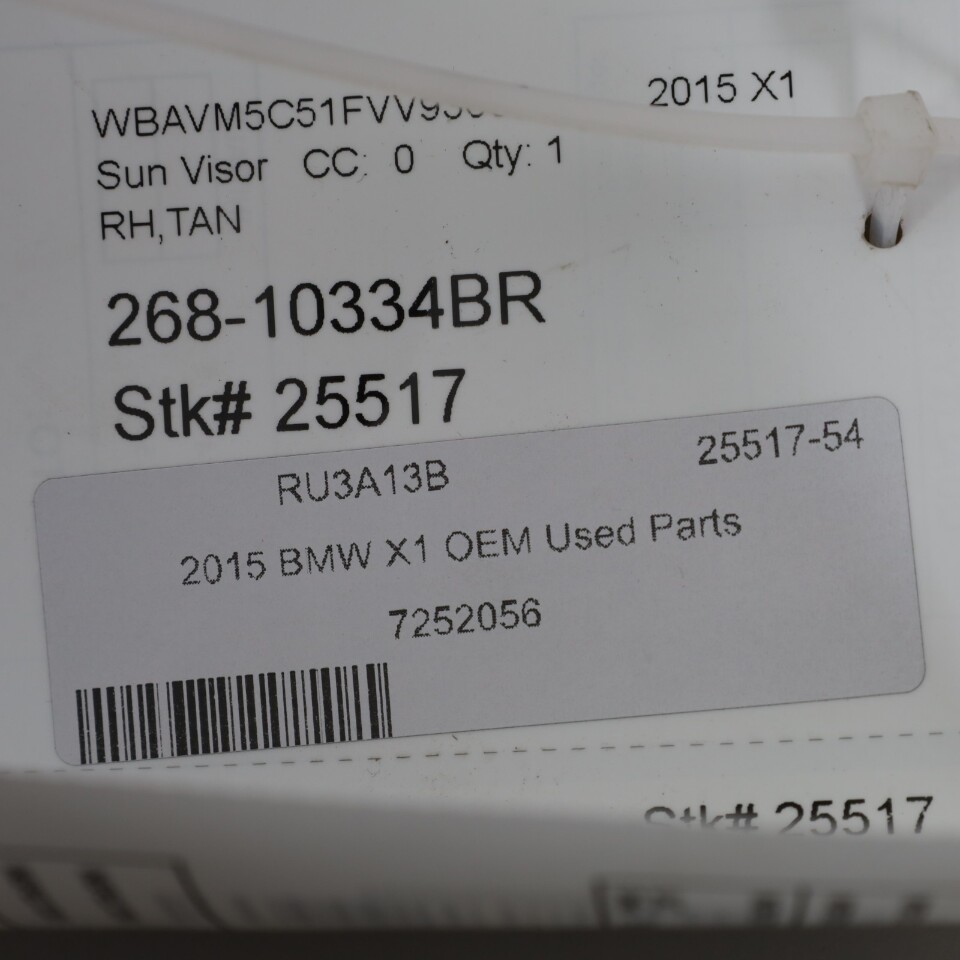 2015 X1
Sun Visor CC: 0 Qty: 1
RH,TAN
268-10334BR
Stk# 25517
RU3A13B 25517-54
2015 BMW X1 OEM Used Parts
7252056
Stk# 25517